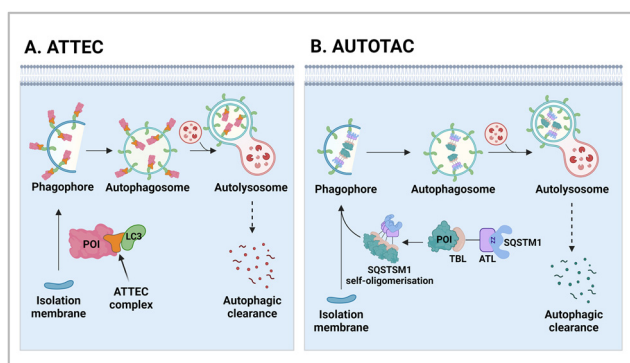 A. ATTEC
Phagophore
Autophagosome
Autolysosome
POI
LC3
ATTEC
complex
Isolation
membrane
Autophagic
clearance
B. AUTOTAC
Phagophore
Autophagosome
Autolysosome
POI
TBL
ATL
SQSTM1
SQSTSM1
self-oligomerisation
Isolation
membrane
Autophagic
clearance